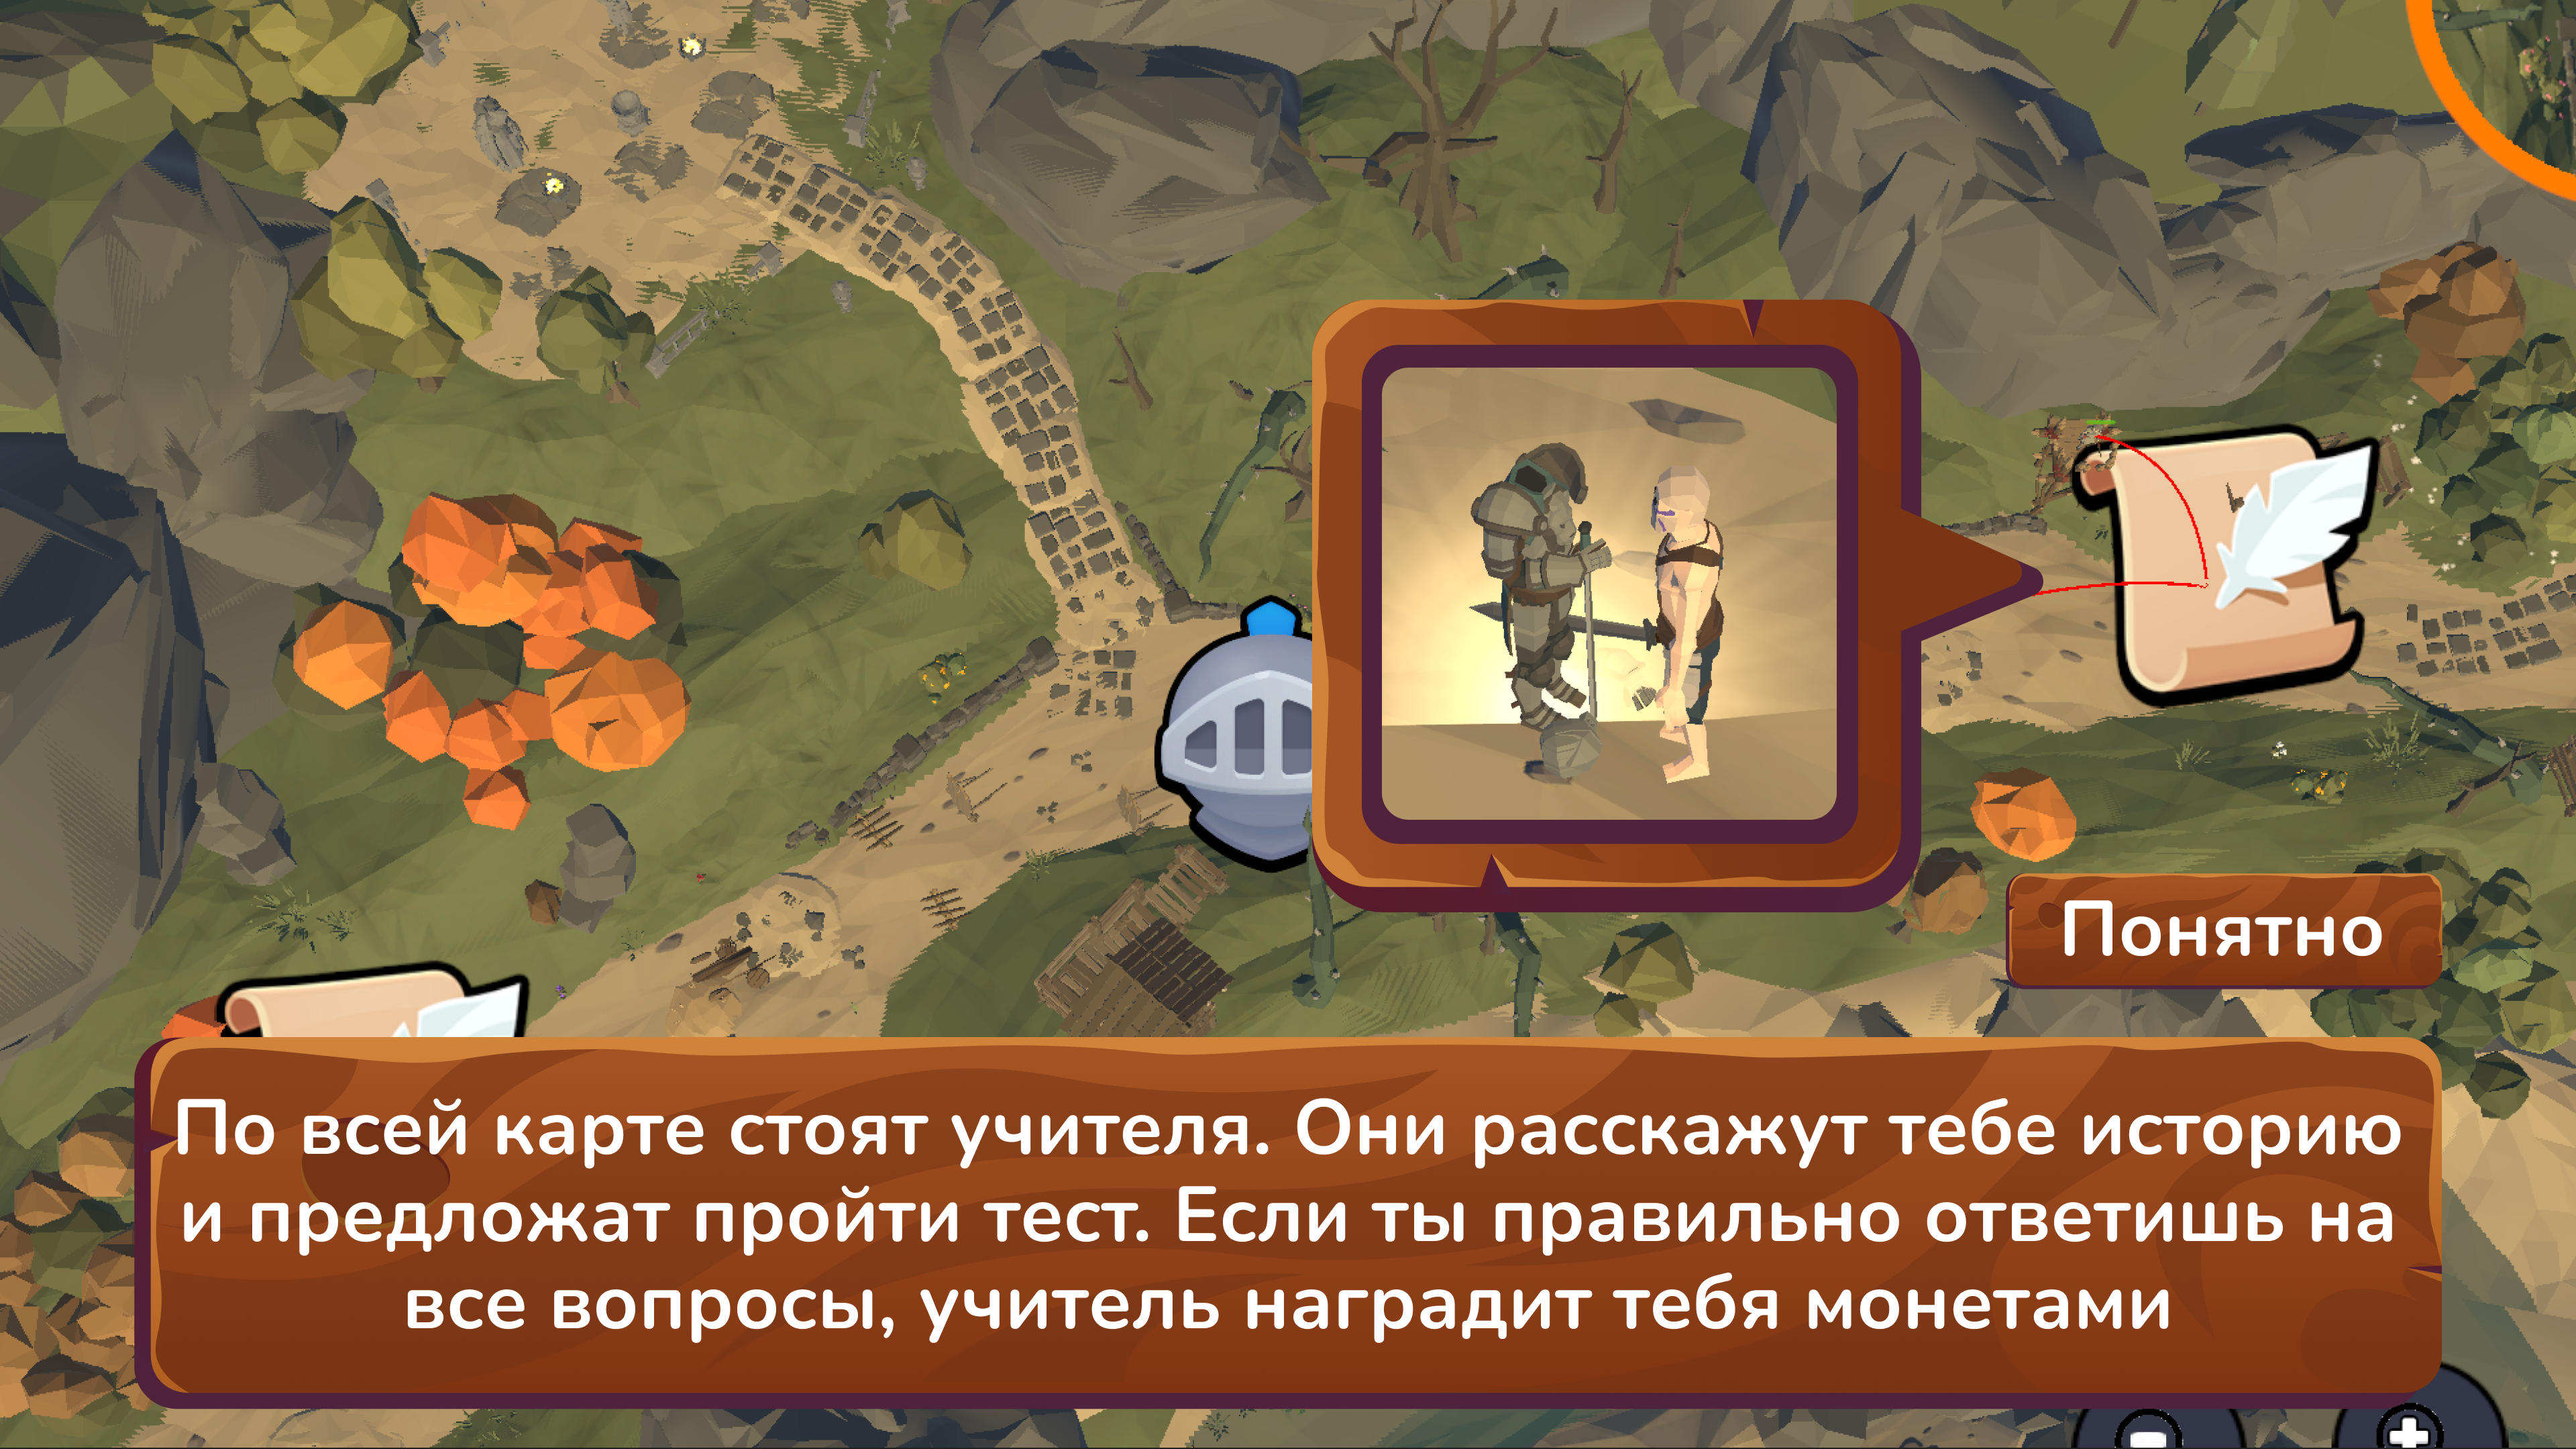 Понятно
По всей карте стоят учителя. Они расскажут тебе историю
и предложат пройти тест. Если ты правильно ответишь на
все вопросы, учитель наградит тебя монетами